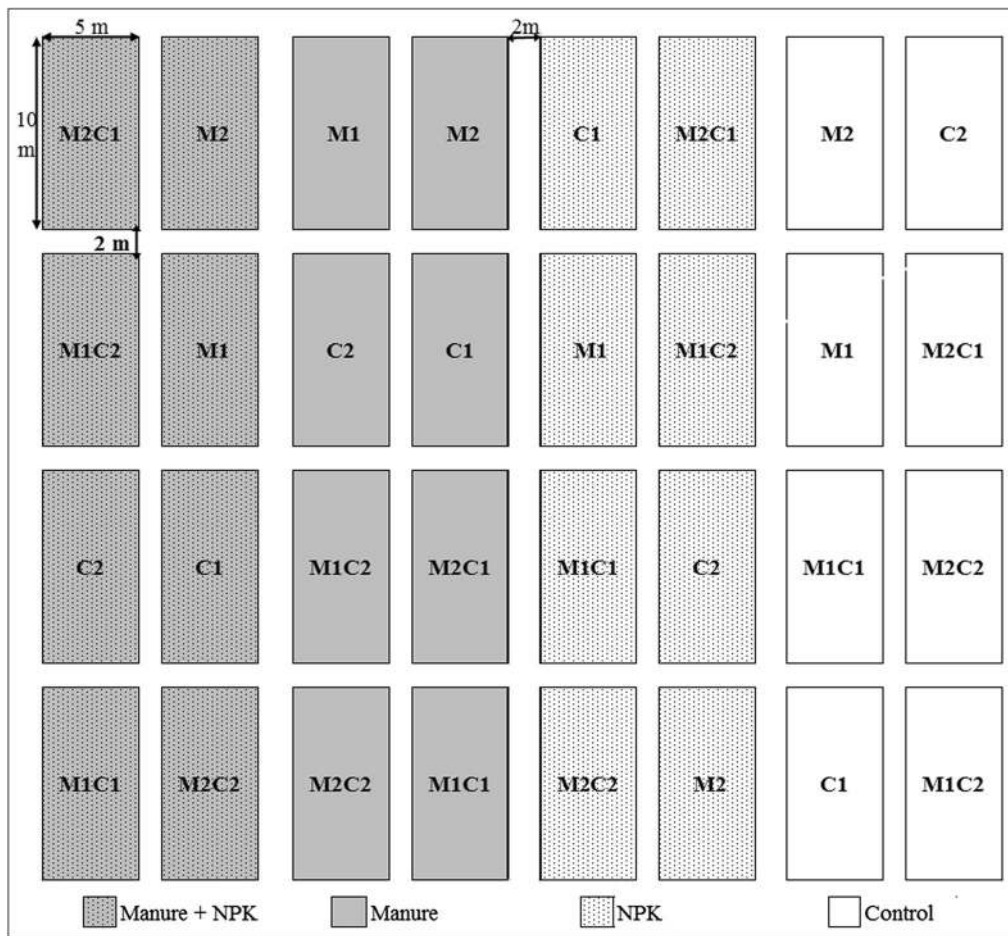 5 m 2m
10 m
M2C1 M2 M1 M2 C1 M2C1 M2 C2
2 m
M1C2 M1 C2 C1 M1 M1C2 M1 M2C1
C2 C1 M1C2 M2C1 M1C1 C2 M1C1 M2C2
M1C1 M2C2 M2C2 M1C1 M2C2 M2 C1 M1C2
Manure + NPK Manure NPK Control